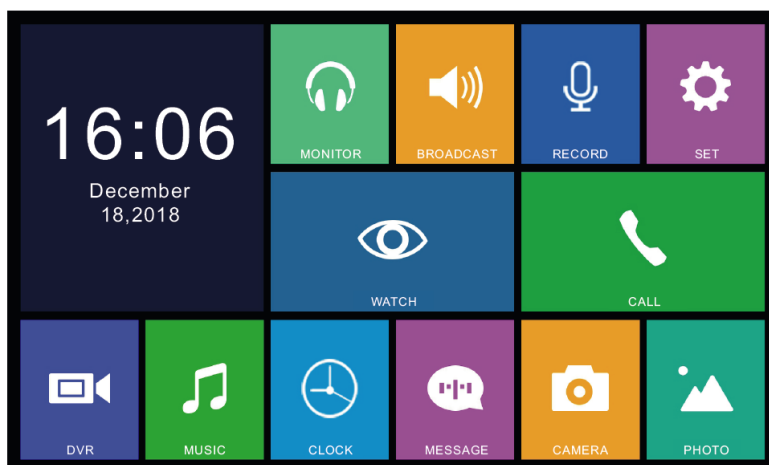 16:06
December
18,2018
MONITOR
BROADCAST
RECORD
SET
WATCH
CALL
DVR
MUSIC
CLOCK
MESSAGE
CAMERA
PHOTO